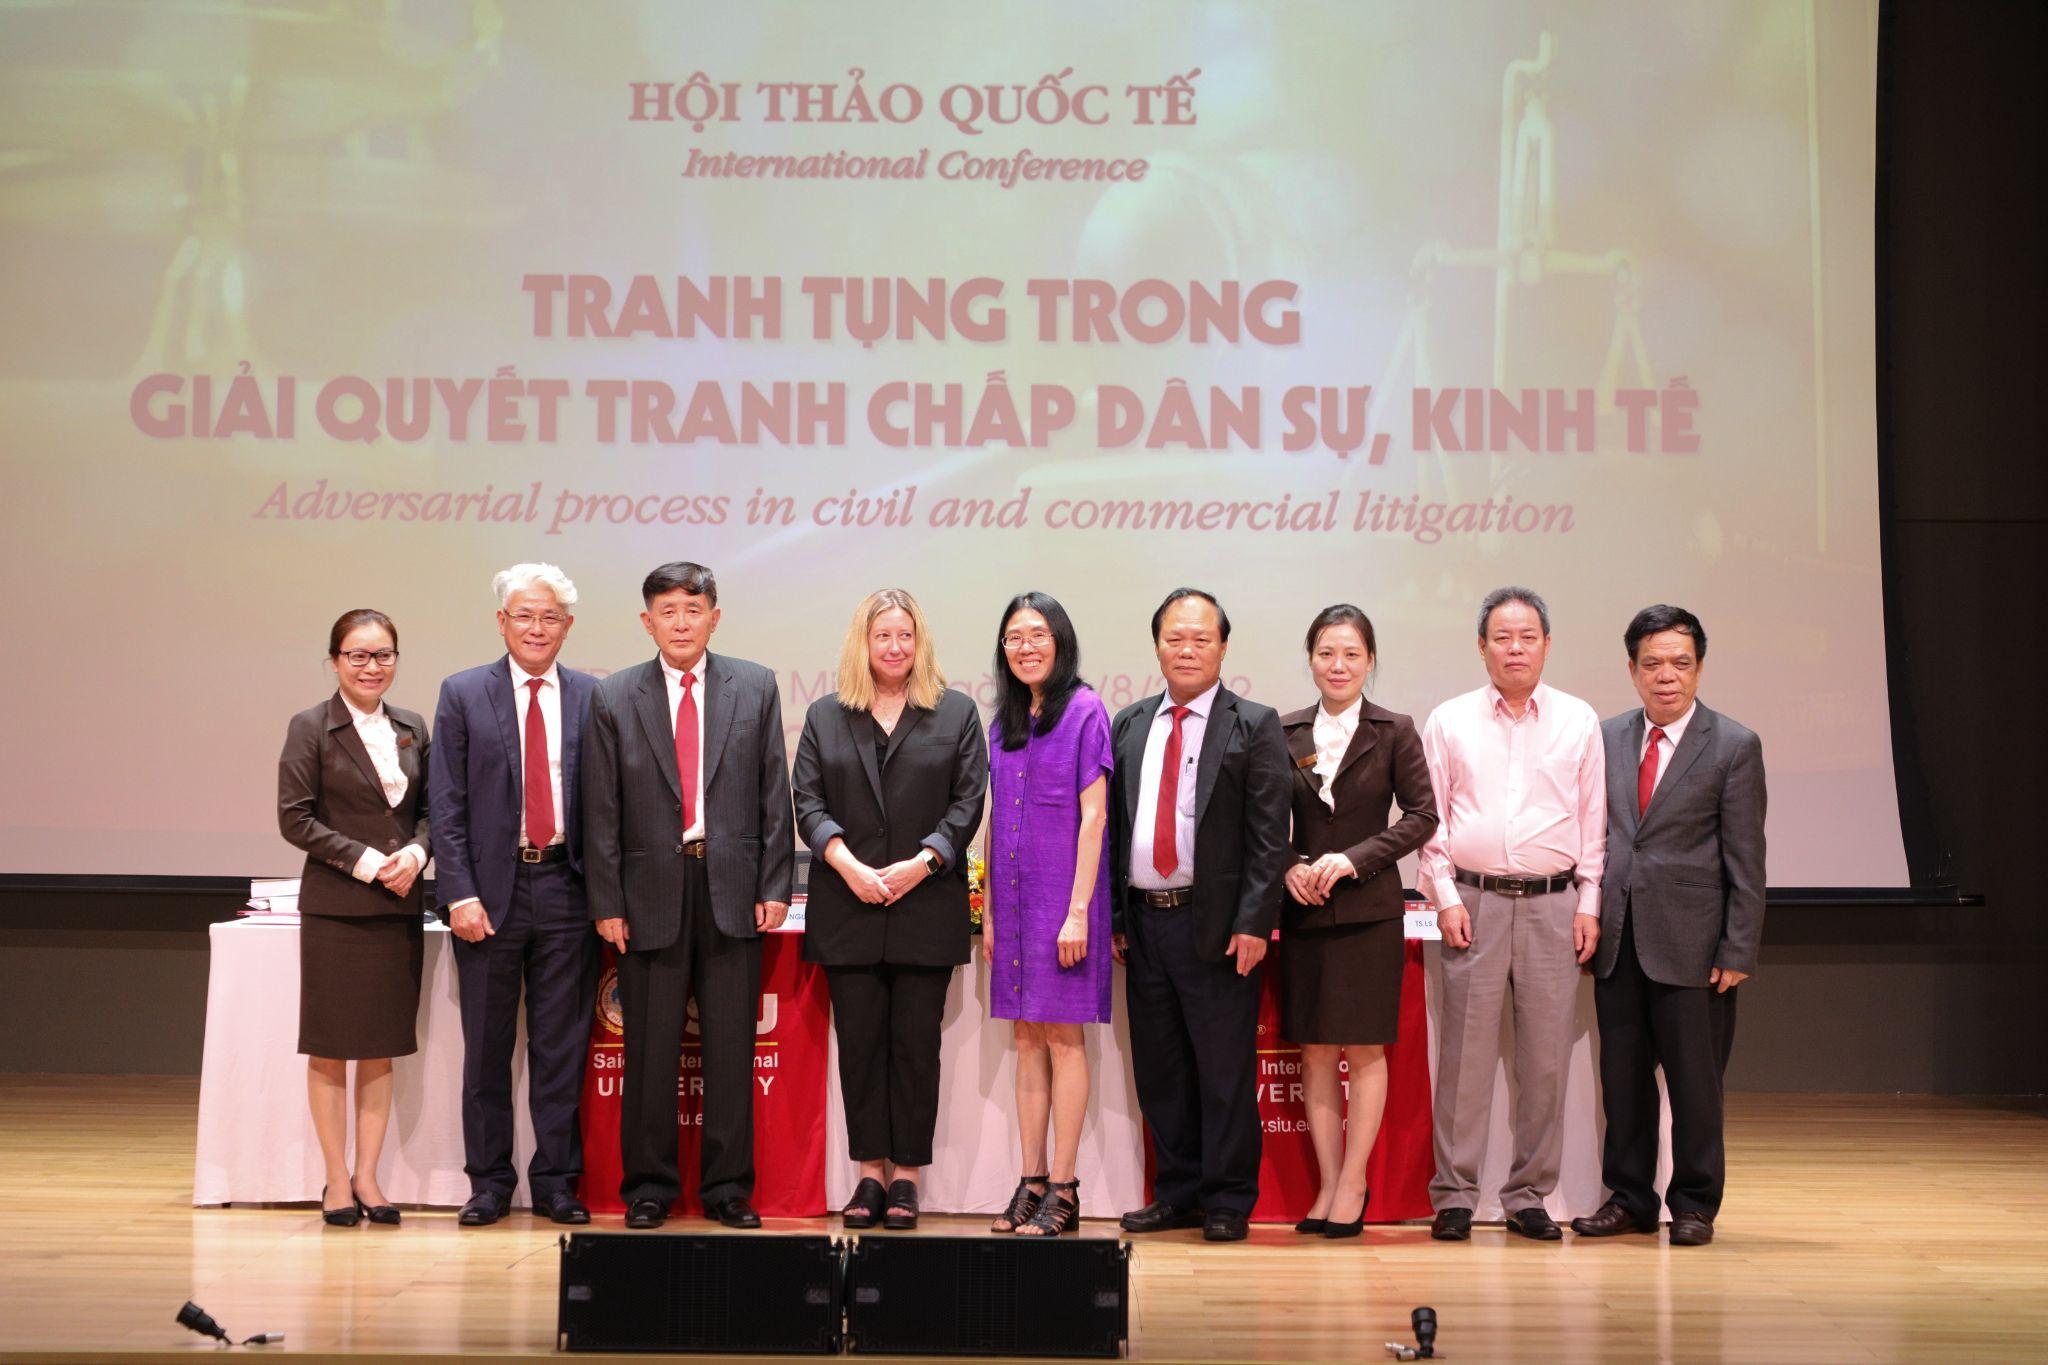 HỘI THẢO QUỐC TẾ
International Conference
TRANH TỤNG TRONG
GIẢI QUYẾT TRANH CHẤP DÂN SỰ, KINH TẾ
Adversarial process in civil and commercial litigation
TS.LS.